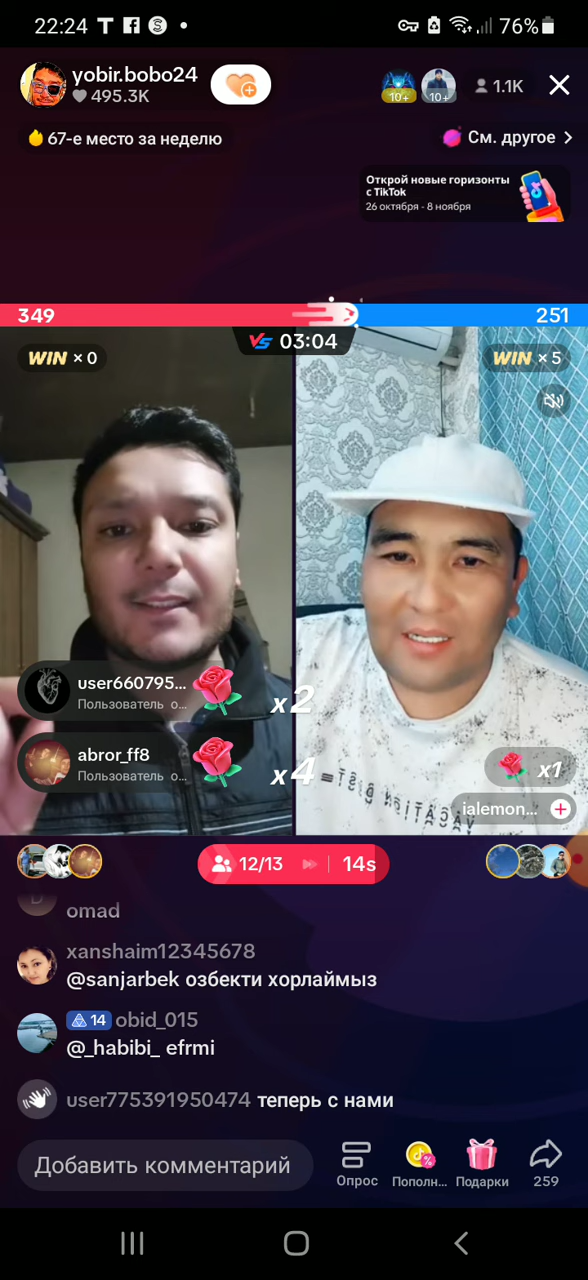 22:24
76%
yobir.bobo24
495.3K
10+
10+
1.1K
67-е место за неделю
См. другое
Открой новые горизонты
с TikTok
26 октября - 8 ноября
349
251
VS 03:04
WIN × 0
WIN × 5
user660795...
Пользователь о...
x2
abror_ff8
Пользователь о...
x4
x1
ialemon...
12/13
14s
omad
xanshaim12345678
@sanjarbek озбекти хорлаймыз
14 obid_015
@_habibi_ efrmi
user775391950474 теперь с нами
Добавить комментарий
Опрос
Пополн...
Подарки
259